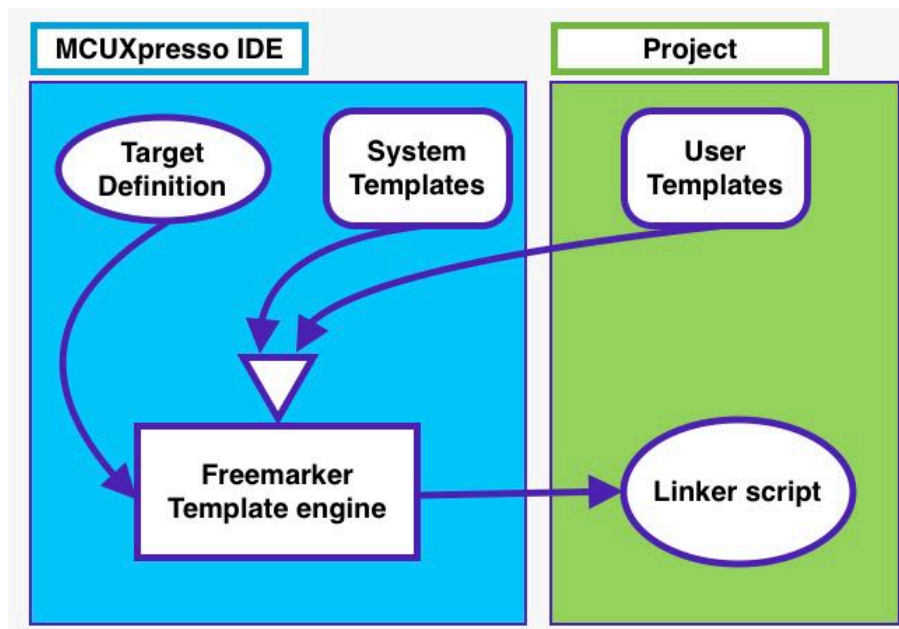 MCUXpresso IDE
Project
Target
Definition
System
Templates
User
Templates
Freemarker
Template engine
Linker script